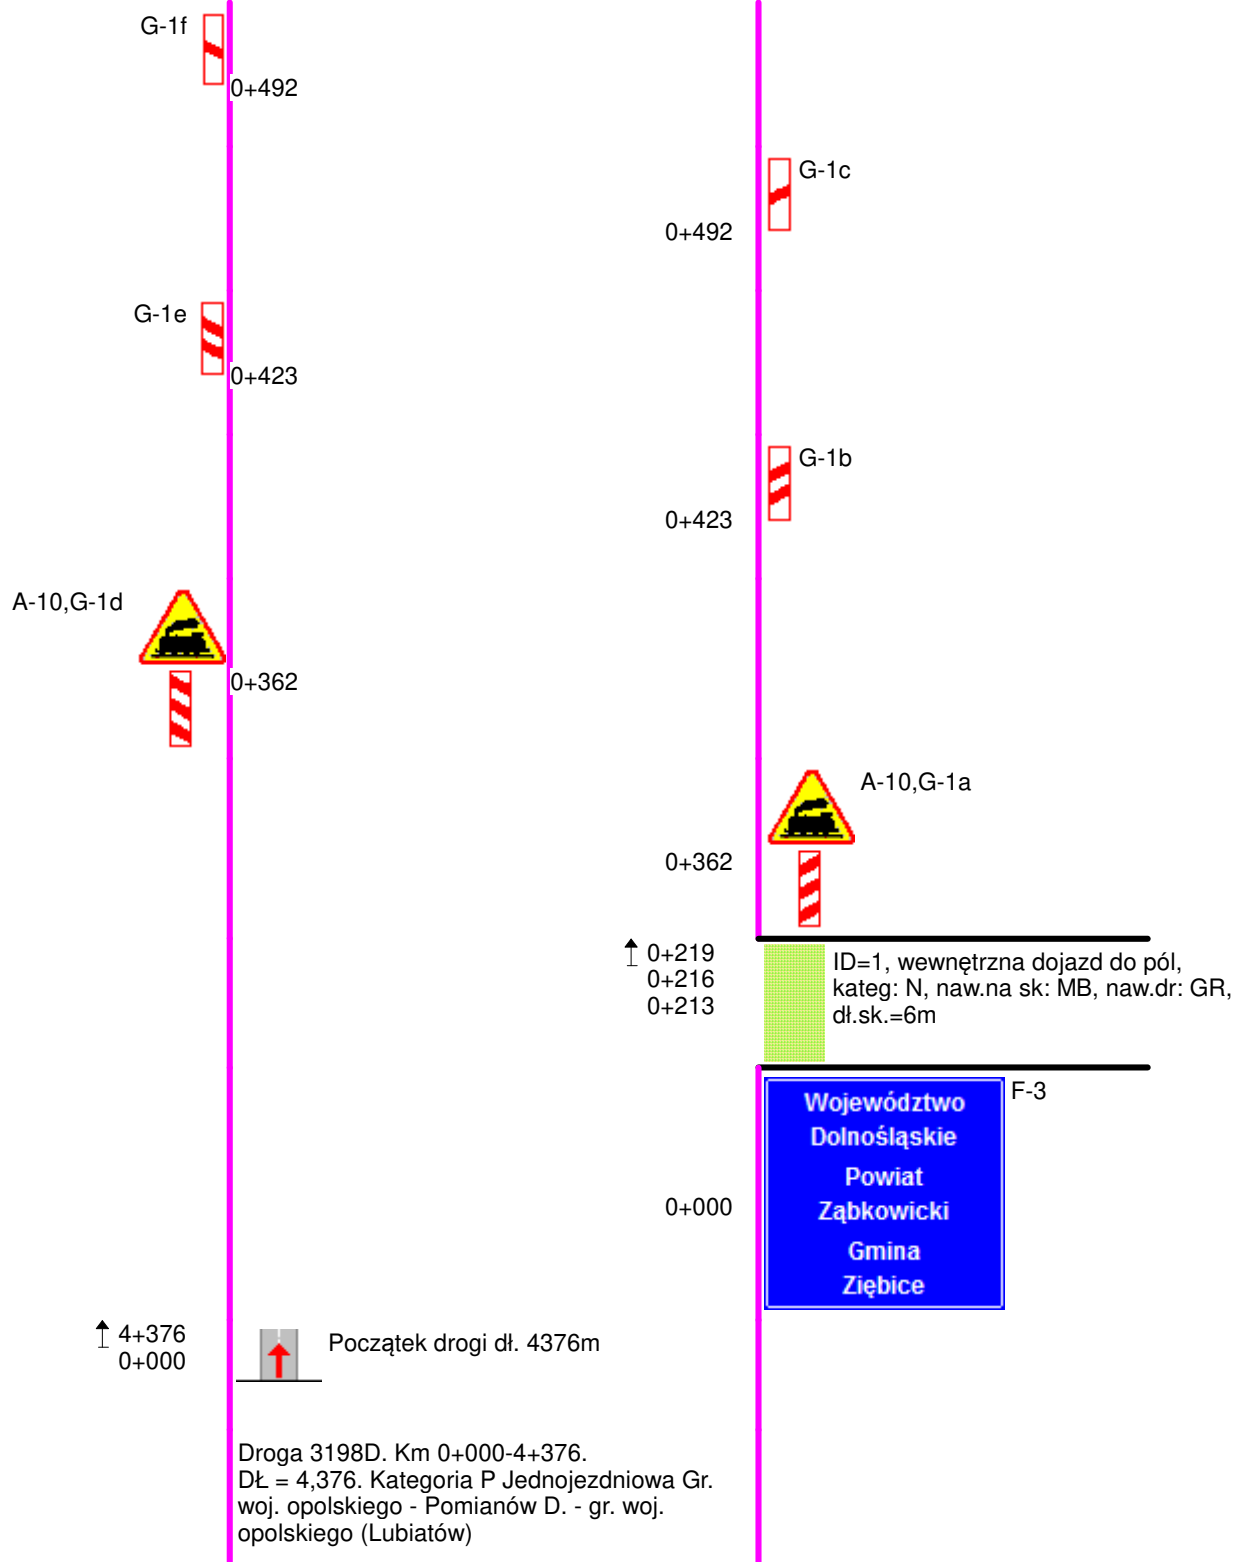 G-1f
0+492
G-1c
0+492
G-1e
0+423
G-1b
0+423
A-10,G-1d
0+362
A-10,G-1a
0+362
0+219
0+216
0+213
ID=1, wewnętrzna dojazd do pól,
kateg: N, naw.na sk: MB, naw.dr: GR,
dł.sk.=6m
F-3
Województwo
Dolnośląskie
Powiat
Ząbkowicki
Gmina
Ziębice
0+000
4+376
0+000
Początek drogi dł. 4376m
Droga 3198D. Km 0+000-4+376.
DŁ = 4,376. Kategoria P Jednojezdniowa Gr.
woj. opolskiego - Pomianów D. - gr. woj.
opolskiego (Lubiatów)